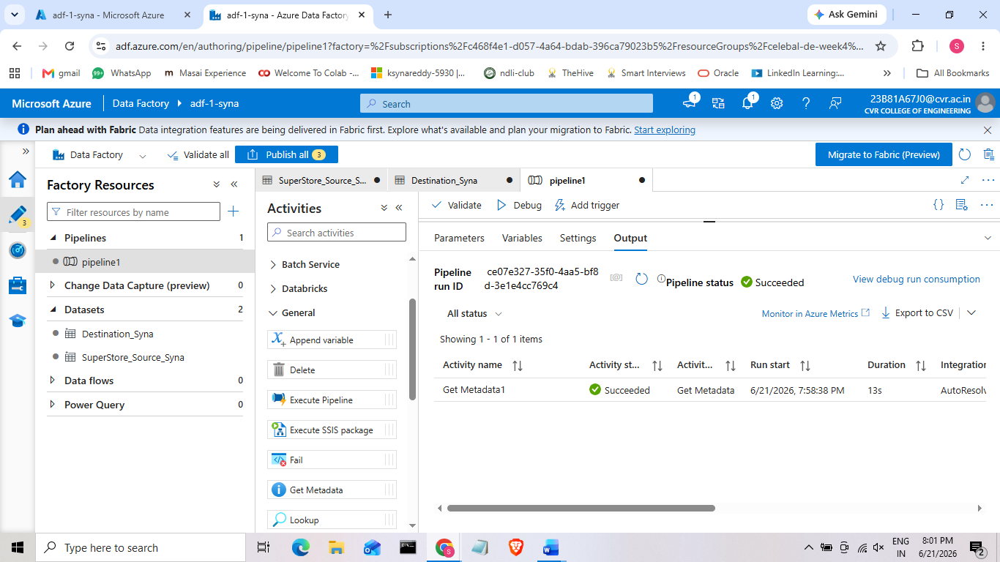 adf-1-syna - Microsoft Azure
adf-1-syna - Azure Data Factory
Ask Gemini
adf.azure.com/en/authoring/pipeline/pipeline1?factory=%2Fsubscriptions%2Fc468f4e1-d057-4a64-bdab-396ca79023b5%2FresourceGroups%2Fcelebal-de-week4%...
S
gmail
99+
WhatsApp
m
Masai Experience
Welcome To Colab -...
ksynareddy-5930 |...
ndli-club
TheHive
Smart Interviews
Oracle
LinkedIn Learning:...
All Bookmarks
Microsoft Azure
Data Factory
adf-1-syna
Search
1
1
23B81A67J0@cvr.ac.in
CVR COLLEGE OF ENGINEERING
Plan ahead with Fabric Data integration features are being delivered in Fabric first. Explore what's available and plan your migration to Fabric. Start exploring
Data Factory
Validate all
Publish all 3
Migrate to Fabric (Preview)
3
Factory Resources
Filter resources by name
Pipelines 1
pipeline1
Change Data Capture (preview) 0
Datasets 2
Destination_Syna
SuperStore_Source_Syna
Data flows 0
Power Query 0
SuperStore_Source_S...
Destination_Syna
pipeline1
Activities
Search activities
Batch Service
Databricks
General
Append variable
Delete
Execute Pipeline
Execute SSIS package
Fail
Get Metadata
Lookup
Validate
Debug
Add trigger
Parameters
Variables
Settings
Output
Pipeline
run ID
ce07e327-35f0-4aa5-bf8
d-3e1e4cc769c4
Pipeline status
Succeeded
View debug run consumption
All status
Monitor in Azure Metrics
Export to CSV
Showing 1 - 1 of 1 items
Activity name
Activity st...
Activit...
Run start
Duration
Integration
Get Metadata1
Succeeded
Get Metadata
6/21/2026, 7:58:38 PM
13s
AutoResolv
Type here to search
S
ENG
IN
8:01 PM
6/21/2026
2